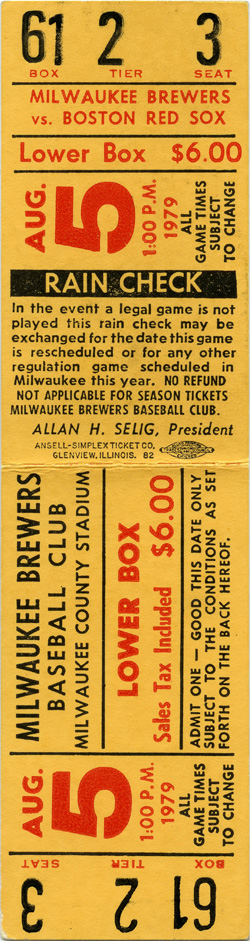 61 2 3
BOX TIER SEAT
MILWAUKEE BREWERS
vs. BOSTON RED SOX
Lower Box $6.00
AUG.
5
1:00 P.M.
1979
ALL
GAME TIMES
SUBJECT
TO CHANGE
RAIN CHECK
In the event a legal game is not
played this rain check may be
exchanged for the date this game
is rescheduled or for any other
regulation game scheduled in
Milwaukee this year. NO REFUND
NOT APPLICABLE FOR SEASON TICKETS
MILWAUKEE BREWERS BASEBALL CLUB.
ALLAN H. SELIG, President
ANSELL-SIMPLEX TICKET CO,
GLENVIEW, ILLINOIS. 82
MILWAUKEE BREWERS
BASEBALL CLUB
MILWAUKEE COUNTY STADIUM
LOWER BOX
Sales Tax Included $6.00
ADMIT ONE — GOOD THIS DATE ONLY
SUBJECT TO THE CONDITIONS AS SET
FORTH ON THE BACK HEREOF.
AUG.
5
1:00 P.M.
1979
ALL
GAME TIMES
SUBJECT
TO CHANGE
BOX TIER SEAT
61 2 3